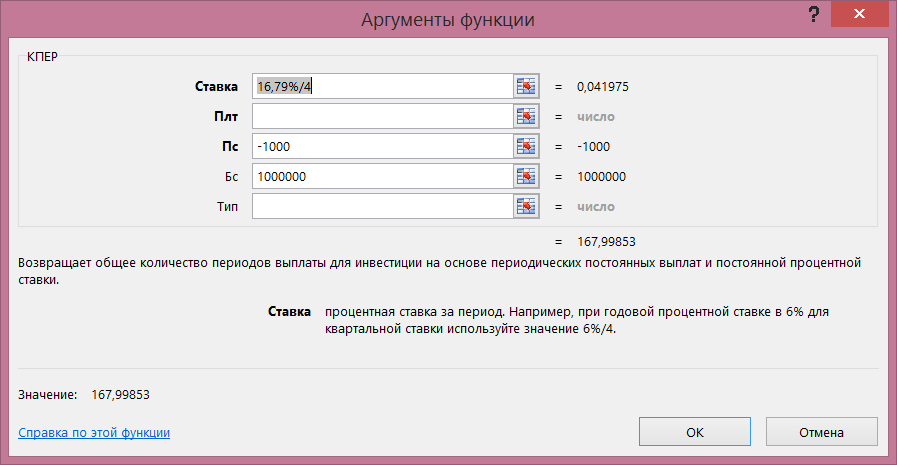 Аргументы функции
?
КПЕР
Ставка 16,79%/4 = 0,041975
Плт = число
Пс -1000 = -1000
Бс 1000000 = 1000000
Тип = число
= 167,99853
Возвращает общее количество периодов выплаты для инвестиции на основе периодических постоянных выплат и постоянной процентной
ставки.
Ставка процентная ставка за период. Например, при годовой процентной ставке в 6% для
квартальной ставки используйте значение 6%/4.
Значение: 167,99853
Справка по этой функции
ОК
Отмена